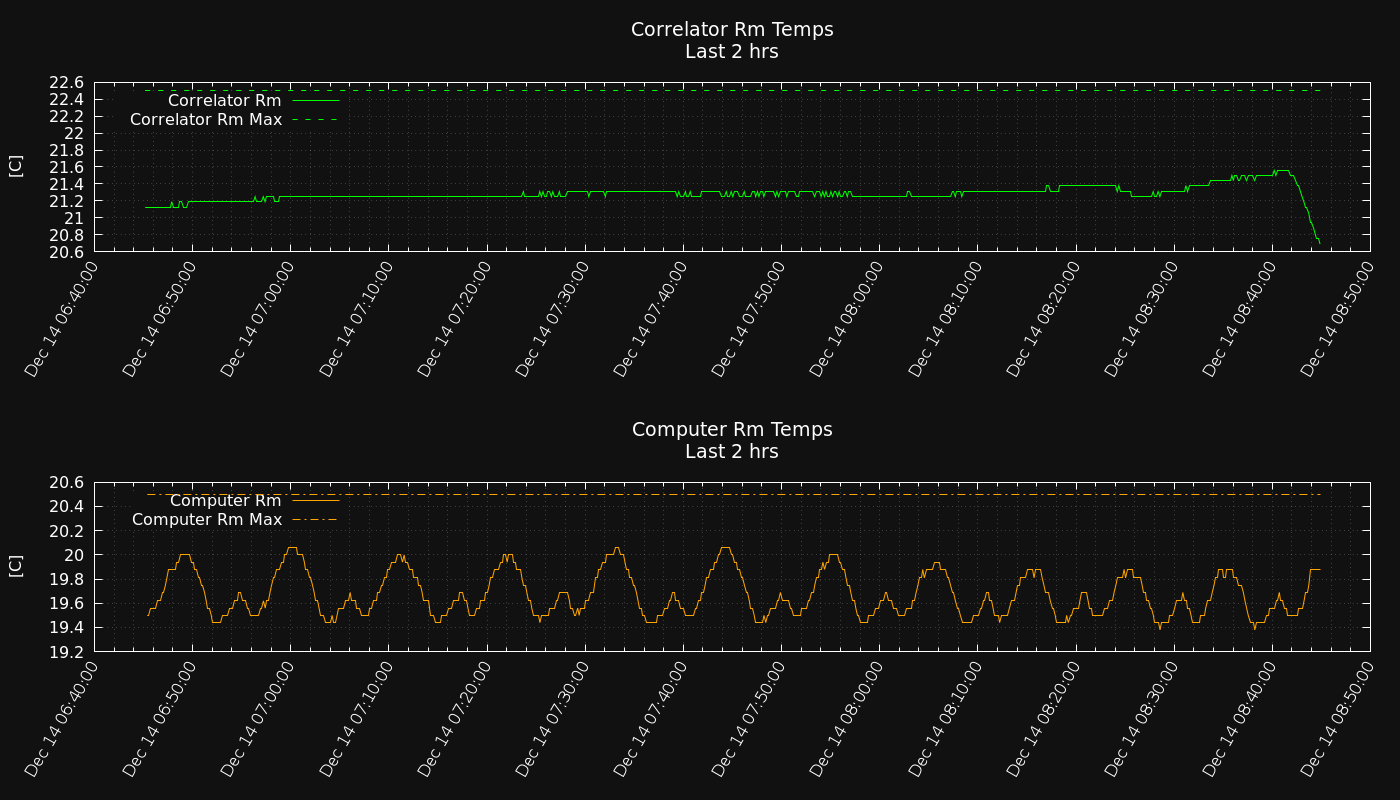 Correlator Rm Temps
Last 2 hrs
22.6
22.4
22.2
22
21.8
21.6
21.4
21.2
21
20.8
20.6
[C]
Correlator Rm
Correlator Rm Max
Dec 14 06:40:00
Dec 14 06:50:00
Dec 14 07:00:00
Dec 14 07:10:00
Dec 14 07:20:00
Dec 14 07:30:00
Dec 14 07:40:00
Dec 14 07:50:00
Dec 14 08:00:00
Dec 14 08:10:00
Dec 14 08:20:00
Dec 14 08:30:00
Dec 14 08:40:00
Dec 14 08:50:00
Computer Rm Temps
Last 2 hrs
20.6
20.4
20.2
20
19.8
19.6
19.4
19.2
[C]
Computer Rm
Computer Rm Max
Dec 14 06:40:00
Dec 14 06:50:00
Dec 14 07:00:00
Dec 14 07:10:00
Dec 14 07:20:00
Dec 14 07:30:00
Dec 14 07:40:00
Dec 14 07:50:00
Dec 14 08:00:00
Dec 14 08:10:00
Dec 14 08:20:00
Dec 14 08:30:00
Dec 14 08:40:00
Dec 14 08:50:00